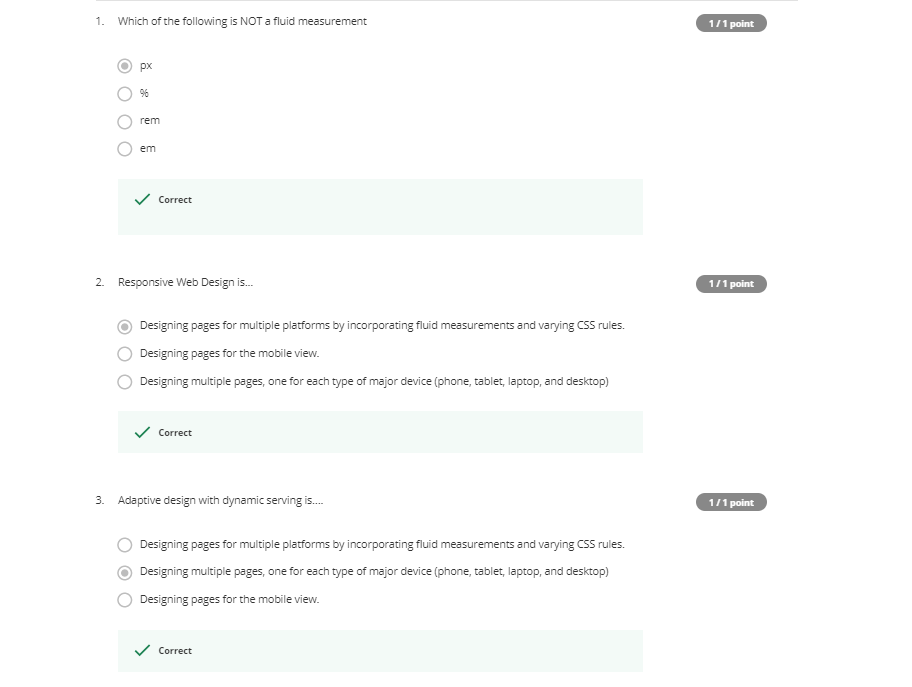 1. Which of the following is NOT a fluid measurement
1 / 1 point
px
%
rem
em
Correct
2. Responsive Web Design is...
1 / 1 point
Designing pages for multiple platforms by incorporating fluid measurements and varying CSS rules.
Designing pages for the mobile view.
Designing multiple pages, one for each type of major device (phone, tablet, laptop, and desktop)
Correct
3. Adaptive design with dynamic serving is....
1 / 1 point
Designing pages for multiple platforms by incorporating fluid measurements and varying CSS rules.
Designing multiple pages, one for each type of major device (phone, tablet, laptop, and desktop)
Designing pages for the mobile view.
Correct